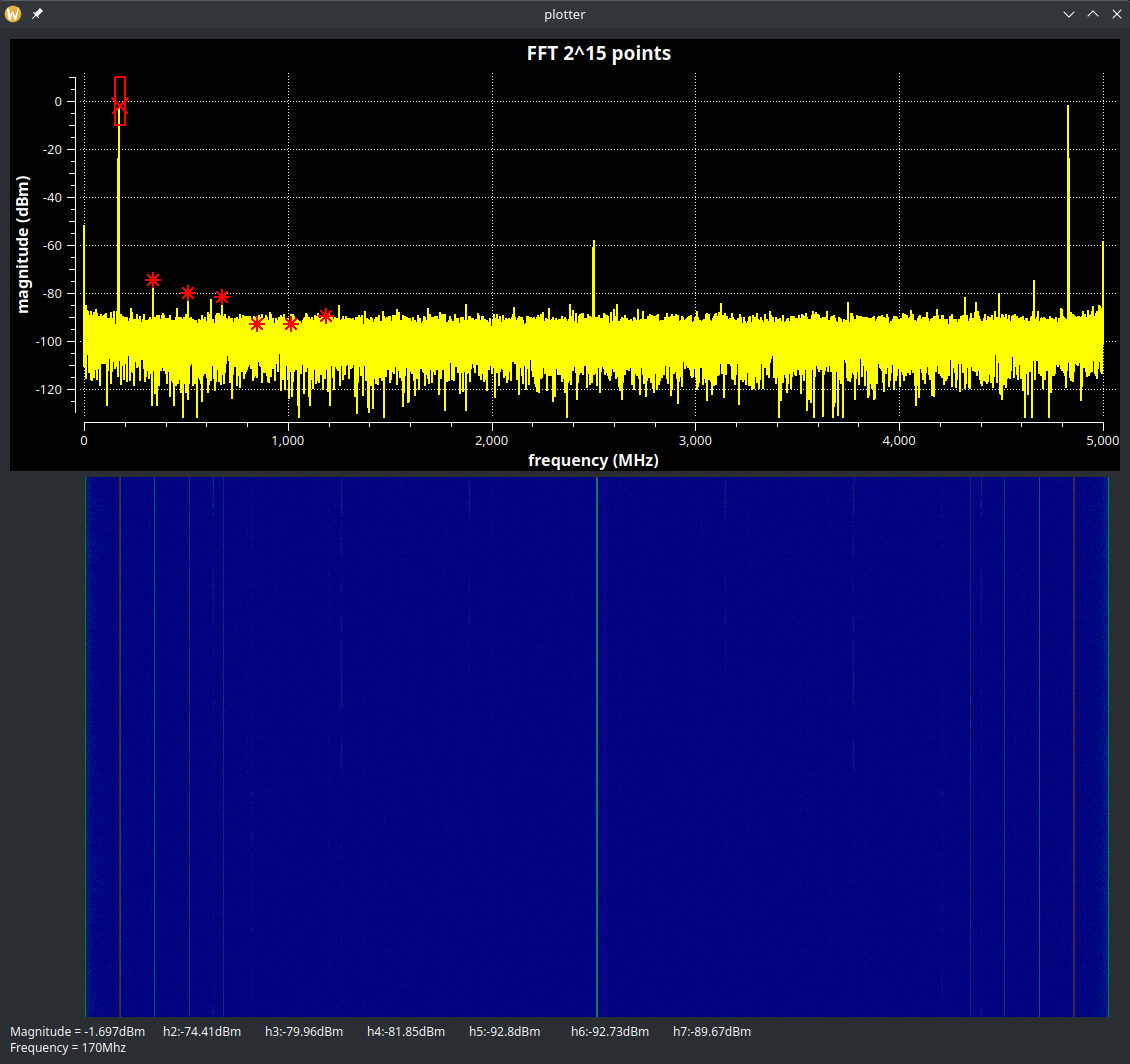 W
plotter
FFT 2^15 points
magnitude (dBm)
0
-20
-40
-60
-80
-100
-120
0 1,000 2,000 3,000 4,000 5,000
frequency (MHz)
Magnitude = -1.697dBm h2:-74.41dBm h3:-79.96dBm h4:-81.85dBm h5:-92.8dBm h6:-92.73dBm h7:-89.67dBm
Frequency = 170Mhz